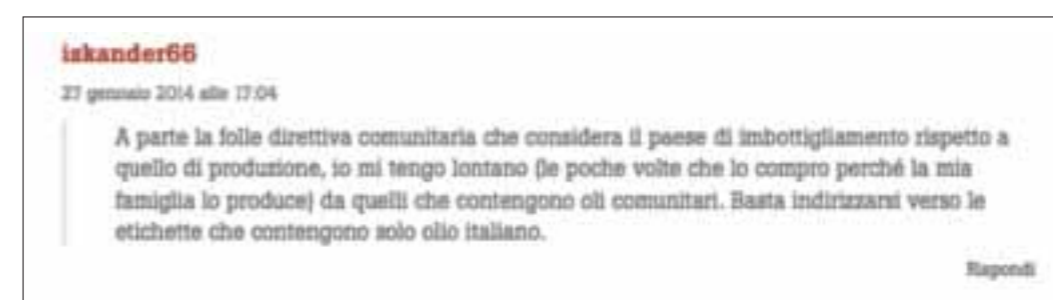 iskander66
27 gennaio 2014 alle 17:04
A parte la folle direttiva comunitaria che considera il paese di imbottigliamento rispetto a
quello di produzione, io mi tengo lontano (le poche volte che lo compro perché la mia
famiglia lo produce) da quelli che contengono oli comunitari. Basta indirizzarsi verso le
etichette che contengono solo olio italiano.
Rispondi